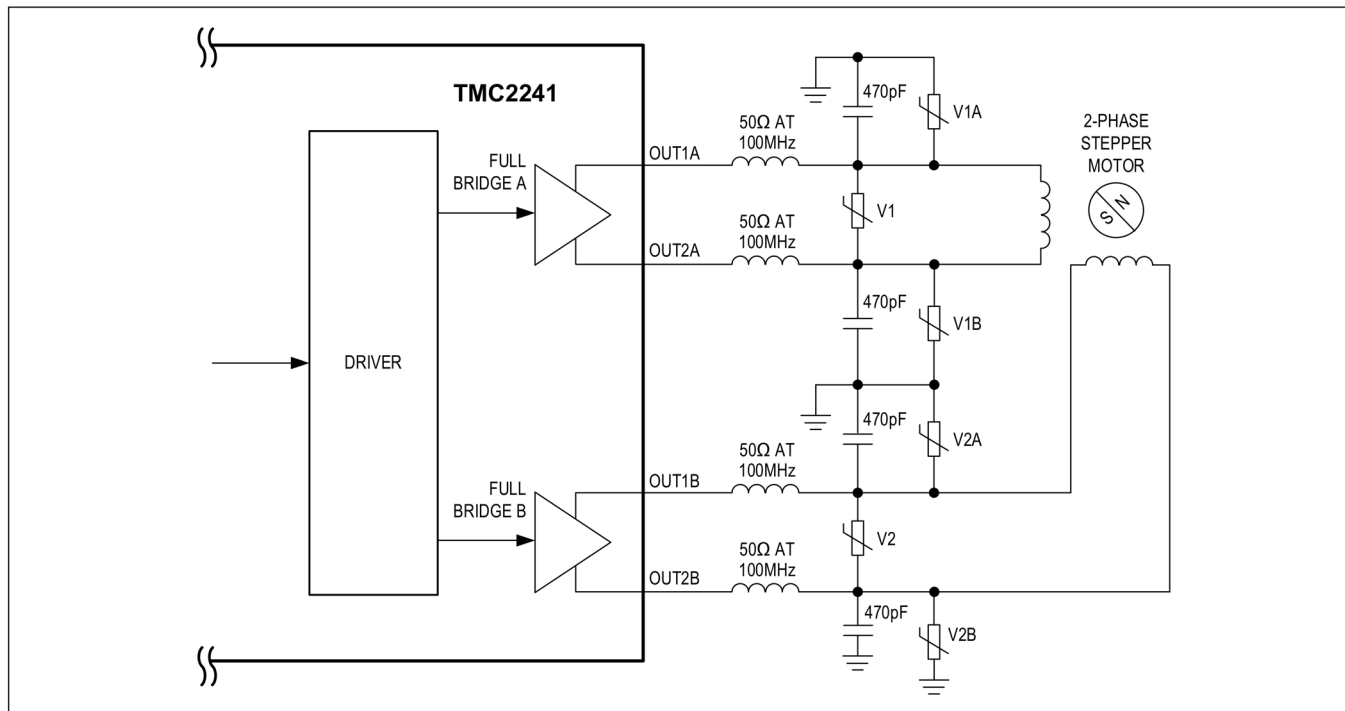 TMC2241
DRIVER
FULL
BRIDGE A
OUT1A
50Ω AT
100MHz
470pF
V1A
2-PHASE
STEPPER
MOTOR
S N
V1
OUT2A
50Ω AT
100MHz
470pF
V1B
470pF
V2A
FULL
BRIDGE B
OUT1B
50Ω AT
100MHz
V2
OUT2B
50Ω AT
100MHz
470pF
V2B